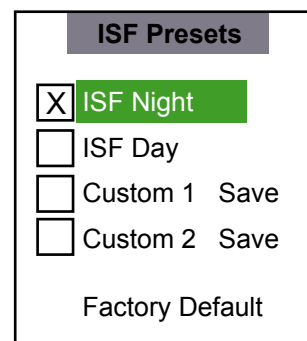 ISF Presets
X ISF Night
ISF Day
Custom 1 Save
Custom 2 Save
Factory Default